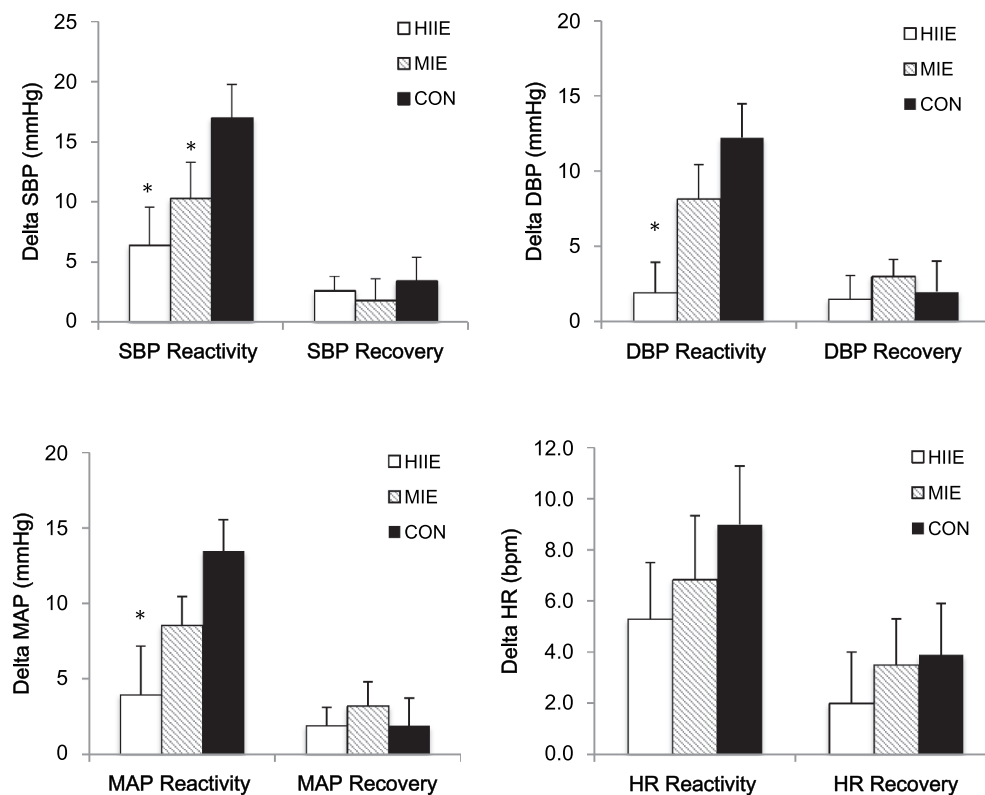 Delta SBP (mmHg)
25
20
15
10
5
0
HIIE
MIE
CON
*
*
SBP Reactivity
SBP Recovery
Delta DBP (mmHg)
20
15
10
5
0
HIIE
MIE
CON
*
DBP Reactivity
DBP Recovery
Delta MAP (mmHg)
20
15
10
5
0
HIIE
MIE
CON
*
MAP Reactivity
MAP Recovery
Delta HR (bpm)
12.0
10.0
8.0
6.0
4.0
2.0
0.0
HIIE
MIE
CON
HR Reactivity
HR Recovery